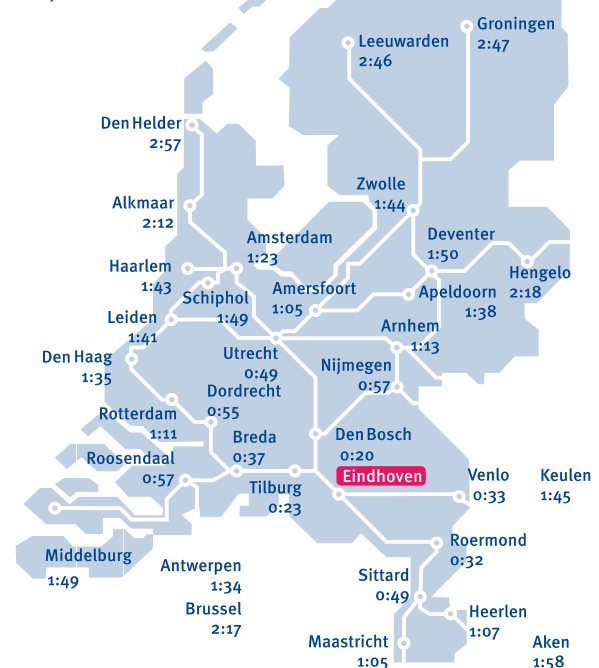 Groningen
2:47
Leeuwarden
2:46
Den Helder
2:57
Zwolle
1:44
Alkmaar
2:12
Amsterdam
1:23
Deventer
1:50
Haarlem
1:43
Hengelo
2:18
Schiphol
1:49
Amersfoort
1:05
Apeldoorn
1:38
Leiden
1:41
Arnhem
1:13
Den Haag
1:35
Utrecht
0:49
Nijmegen
0:57
Dordrecht
0:55
Rotterdam
1:11
Breda
0:37
Den Bosch
0:20
Roosendaal
0:57
Tilburg
0:23
Eindhoven
Venlo
0:33
Keulen
1:45
Middelburg
1:49
Roermond
0:32
Antwerpen
1:34
Sittard
0:49
Brussel
2:17
Heerlen
1:07
Maastricht
1:05
Aken
1:58